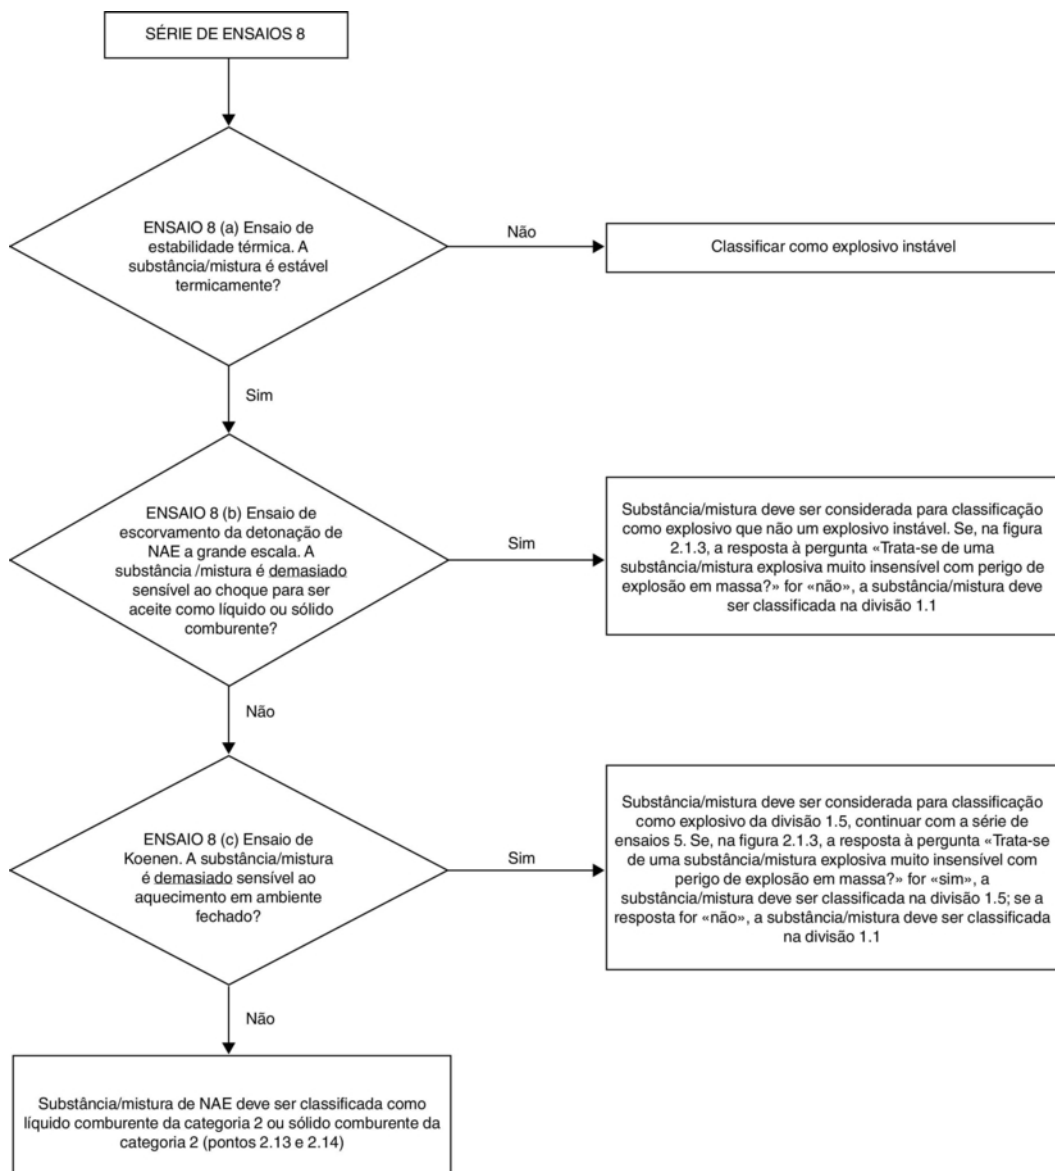 SÉRIE DE ENSAIOS 8
ENSAIO 8 (a) Ensaio de
estabilidade térmica. A
substância/mistura é estável
termicamente?
Não
Classificar como explosivo instável
Sim
ENSAIO 8 (b) Ensaio de
escorvamento da detonação de
NAE a grande escala. A
substância /mistura é demasiado
sensível ao choque para ser
aceite como líquido ou sólido
comburente?
Sim
Substância/mistura deve ser considerada para classificação
como explosivo que não um explosivo instável. Se, na figura
2.1.3, a resposta à pergunta «Trata-se de uma
substância/mistura explosiva muito insensível com perigo de
explosão em massa?» for «não», a substância/mistura deve
ser classificada na divisão 1.1
Não
ENSAIO 8 (c) Ensaio de
Koenen. A substância/mistura
é demasiado sensível ao
aquecimento em ambiente
fechado?
Sim
Substância/mistura deve ser considerada para classificação
como explosivo da divisão 1.5, continuar com a série de
ensaios 5. Se, na figura 2.1.3, a resposta à pergunta «Trata-se
de uma substância/mistura explosiva muito insensível com
perigo de explosão em massa?» for «sim», a
substância/mistura deve ser classificada na divisão 1.5; se a
resposta for «não», a substância/mistura deve ser classificada
na divisão 1.1
Não
Substância/mistura de NAE deve ser classificada como
líquido comburente da categoria 2 ou sólido comburente da
categoria 2 (pontos 2.13 e 2.14)